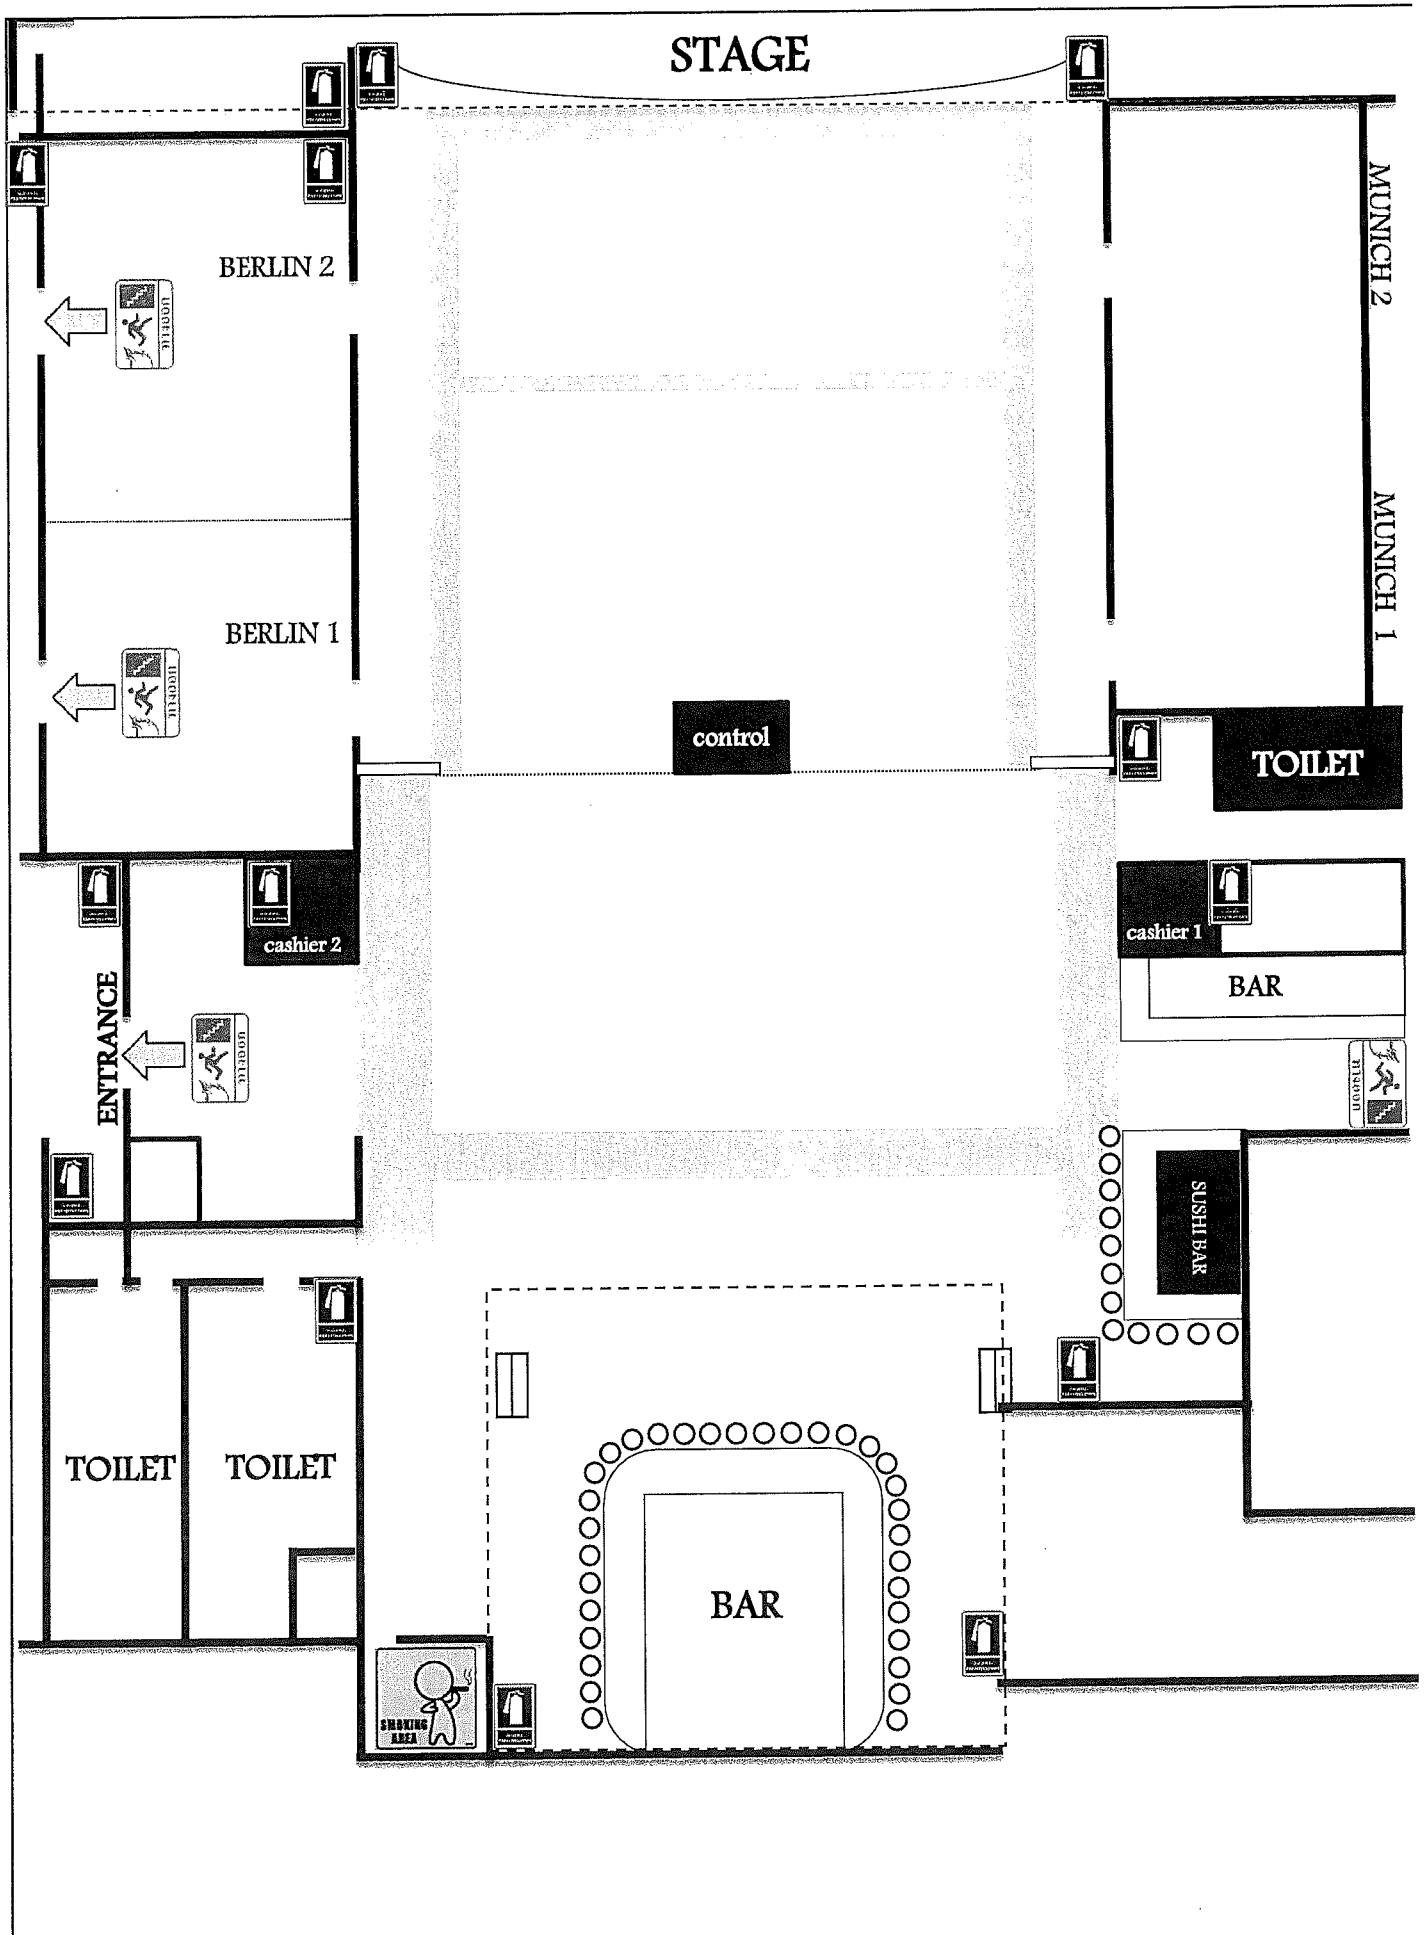 STAGE
BERLIN 2
MUNICH 2
MUNICH 1
BERLIN 1
control
TOILET
cashier 2
cashier 1
BAR
ENTRANCE
SUSHI BAR
TOILET
TOILET
BAR
SMOKING
AREA